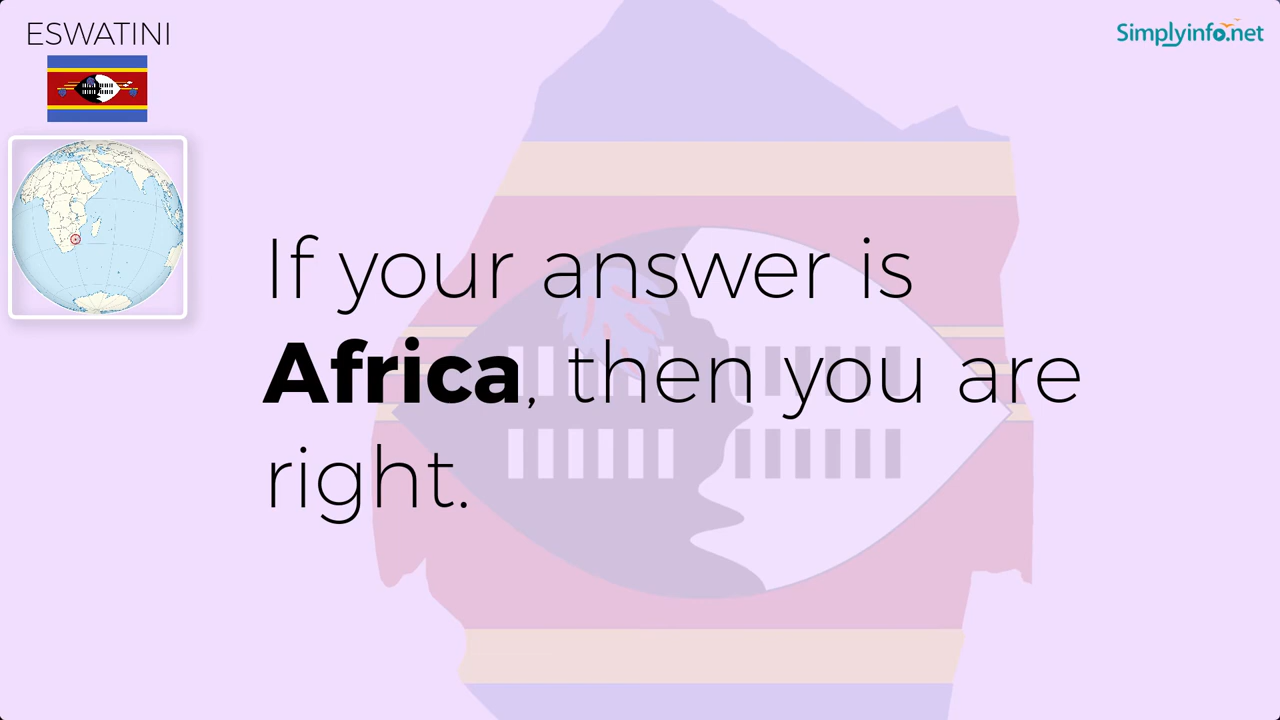 ESWATINI
Simplyinfo.net
If your answer is
Africa, then you are
right.